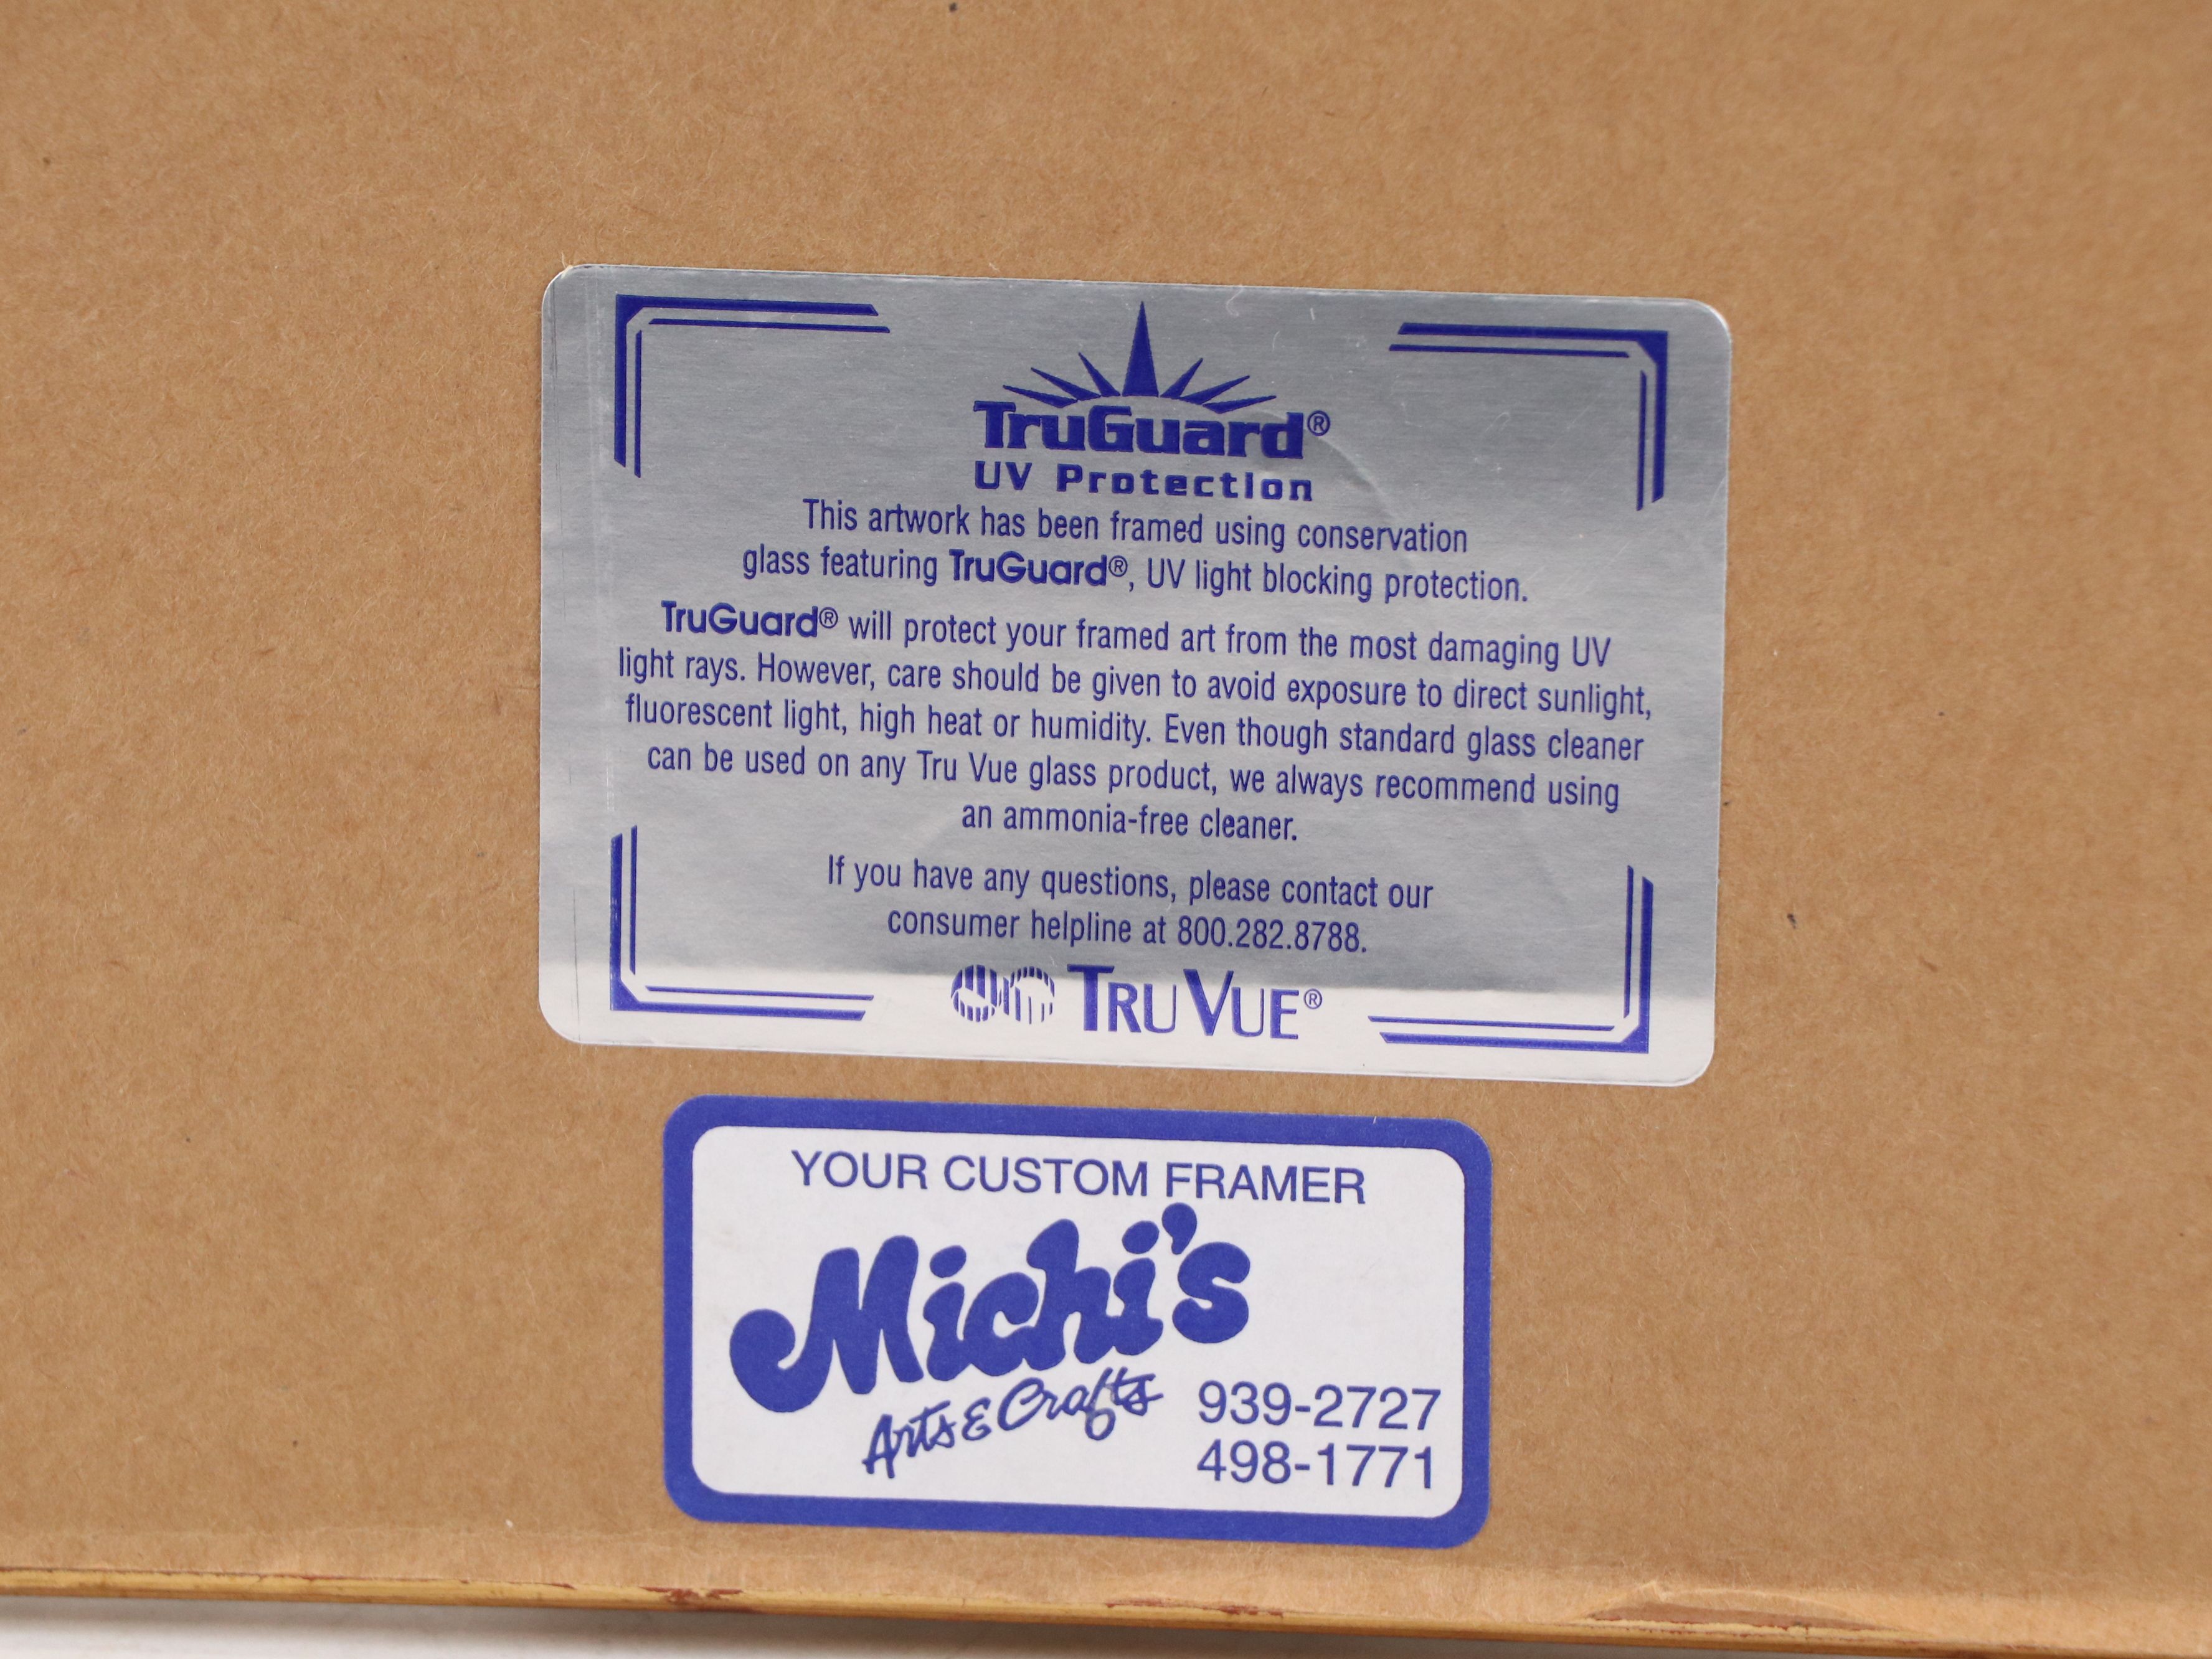 TruGuard®
UV Protection
This artwork has been framed using conservation
glass featuring TruGuard®, UV light blocking protection.
TruGuard® will protect your framed art from the most damaging UV
light rays. However, care should be given to avoid exposure to direct sunlight,
fluorescent light, high heat or humidity. Even though standard glass cleaner
can be used on any Tru Vue glass product, we always recommend using
an ammonia-free cleaner.
If you have any questions, please contact our
consumer helpline at 800.282.8788.
TRU VUE®
YOUR CUSTOM FRAMER
Michi's
Arts & Crafts 939-2727
498-1771